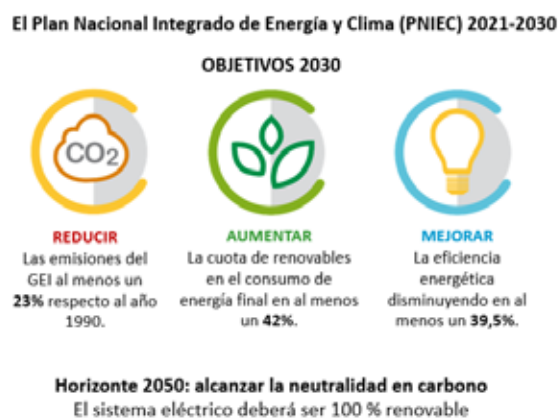 El Plan Nacional Integrado de Energía y Clima (PNIEC) 2021-2030
OBJETIVOS 2030
CO2
REDUCIR
Las emisiones del
GEI al menos un
23% respecto al año
1990.
AUMENTAR
La cuota de renovables
en el consumo de
energía final en al menos
un 42%.
MEJORAR
La eficiencia
energética
disminuyendo en al
menos un 39,5%.
Horizonte 2050: alcanzar la neutralidad en carbono
El sistema eléctrico deberá ser 100 % renovable